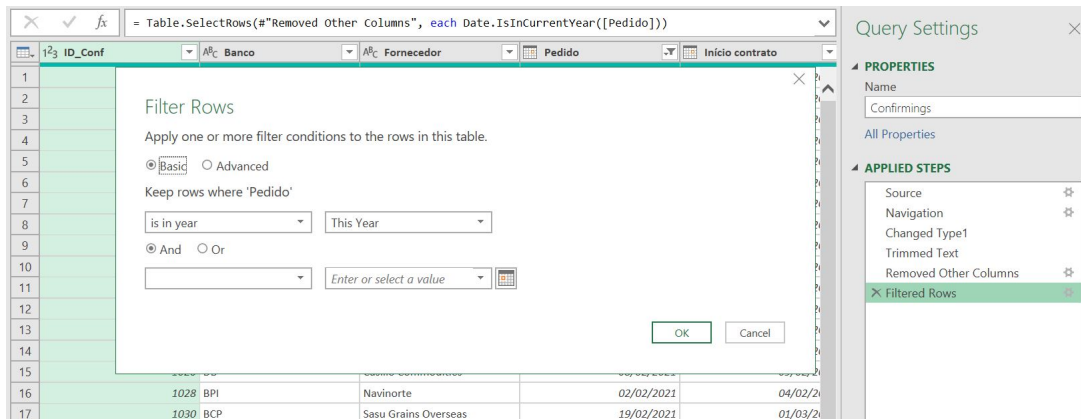 fx = Table.SelectRows(#"Removed Other Columns", each Date.IsInCurrentYear([Pedido]))
1²3 ID_Conf ABC Banco ABC Fornecedor Pedido Início contrato
1
2
3
4
5
6
7
8
9
10
11
12
13
14
15
16 1028 BPI Navinorte 02/02/2021 04/02/2
17 1030 BCP Sasu Grains Overseas 19/02/2021 01/03/2
Filter Rows
Apply one or more filter conditions to the rows in this table.
Basic Advanced
Keep rows where 'Pedido'
is in year This Year
And Or
Enter or select a value
OK Cancel
Query Settings
PROPERTIES
Name
Confirmings
All Properties
APPLIED STEPS
Source
Navigation
Changed Type1
Trimmed Text
Removed Other Columns
Filtered Rows